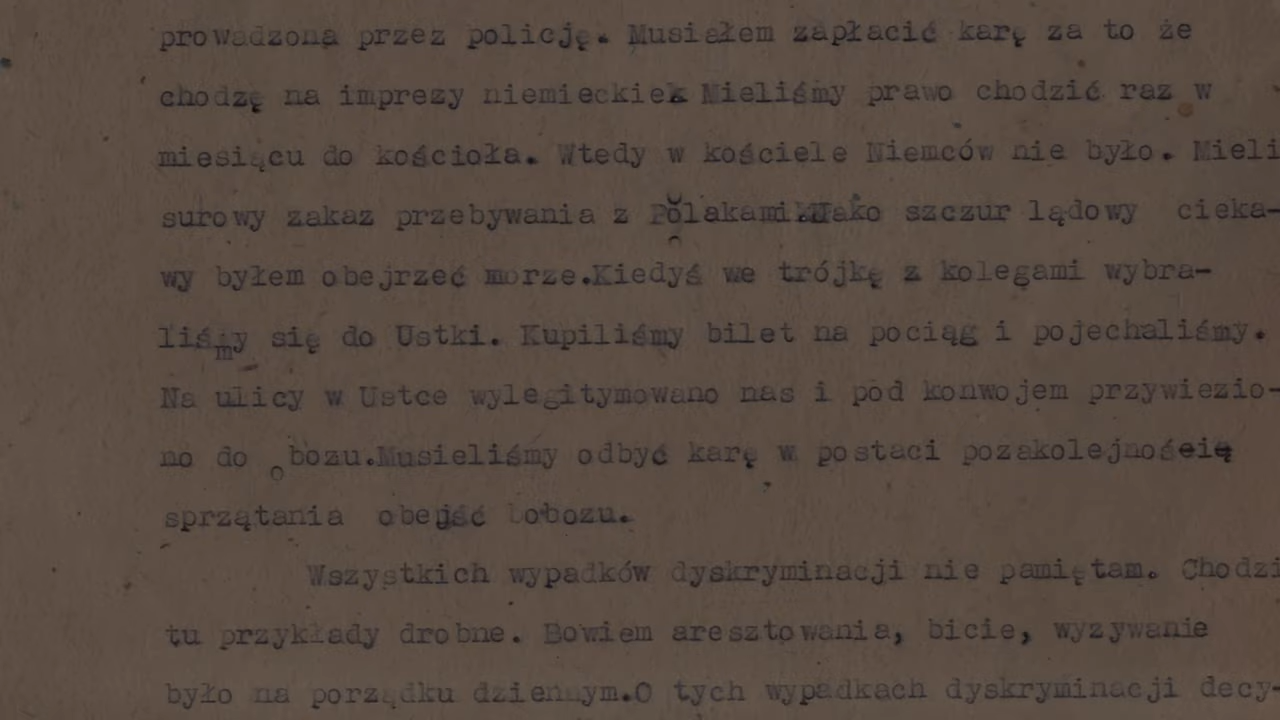 prowadzona przez policję. Musiałem zapłacić karę za to że
chodzę na imprezy niemieckie. Mieliśmy prawo chodzić raz w
miesiącu do kościoła. Wtedy w kościele Niemców nie było. Mieli
surowy zakaz przebywania z Polakami. Jako szczur lądowy cieka-
wy byłem obejrzeć morze.Kiedyś we trójkę z kolegami wybra-
liśmy się do Ustki. Kupiliśmy bilet na pociąg i pojechaliśmy.
Na ulicy w Ustce wylegitymowano nas i pod konwojem przywiezio-
no do obozu.Musieliśmy odbyć karę w postaci pozakolejnością
sprzątania obejść obozu.
Wszystkich wypadków dyskryminacji nie pamiętam. Chodzi
tu przykłady drobne. Bowiem aresztowania, bicie, wyzywanie
było na porządku dziennym.O tych wypadkach dyskryminacji decy-